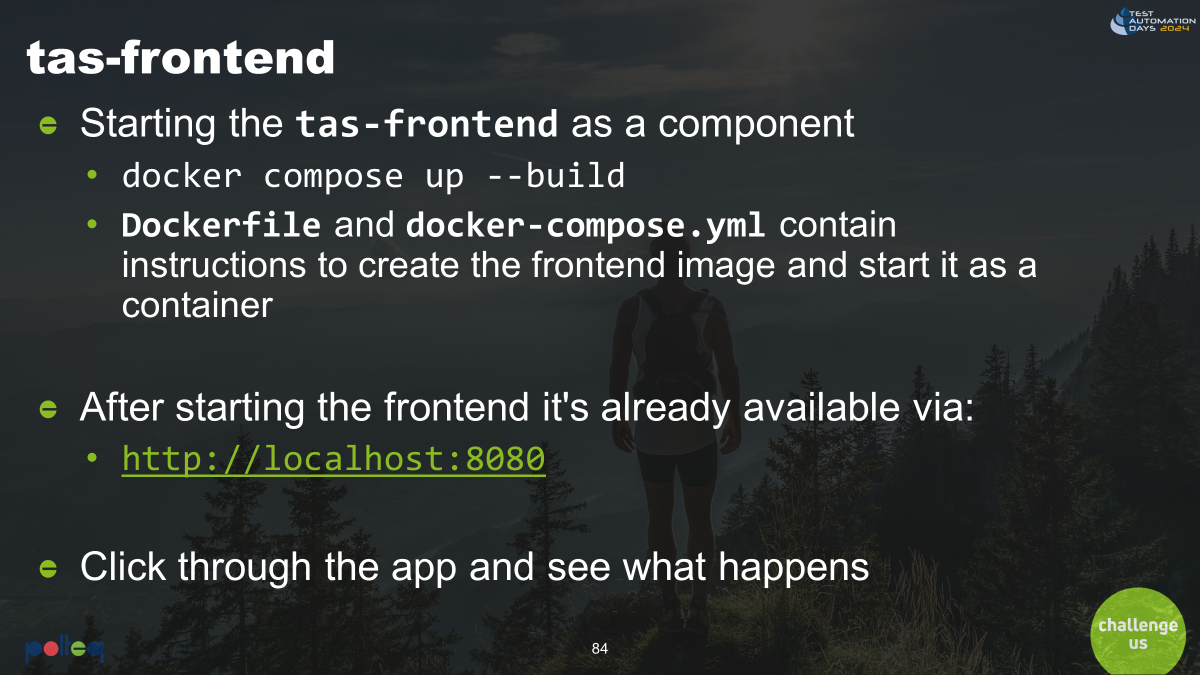 TEST
AUTOMATION
DAYS 2024
tas-frontend
Starting the tas-frontend as a component
docker compose up --build
Dockerfile and docker-compose.yml contain
instructions to create the frontend image and start it as a
container
After starting the frontend it's already available via:
http://localhost:8080
Click through the app and see what happens
polteq
84
challenge
us